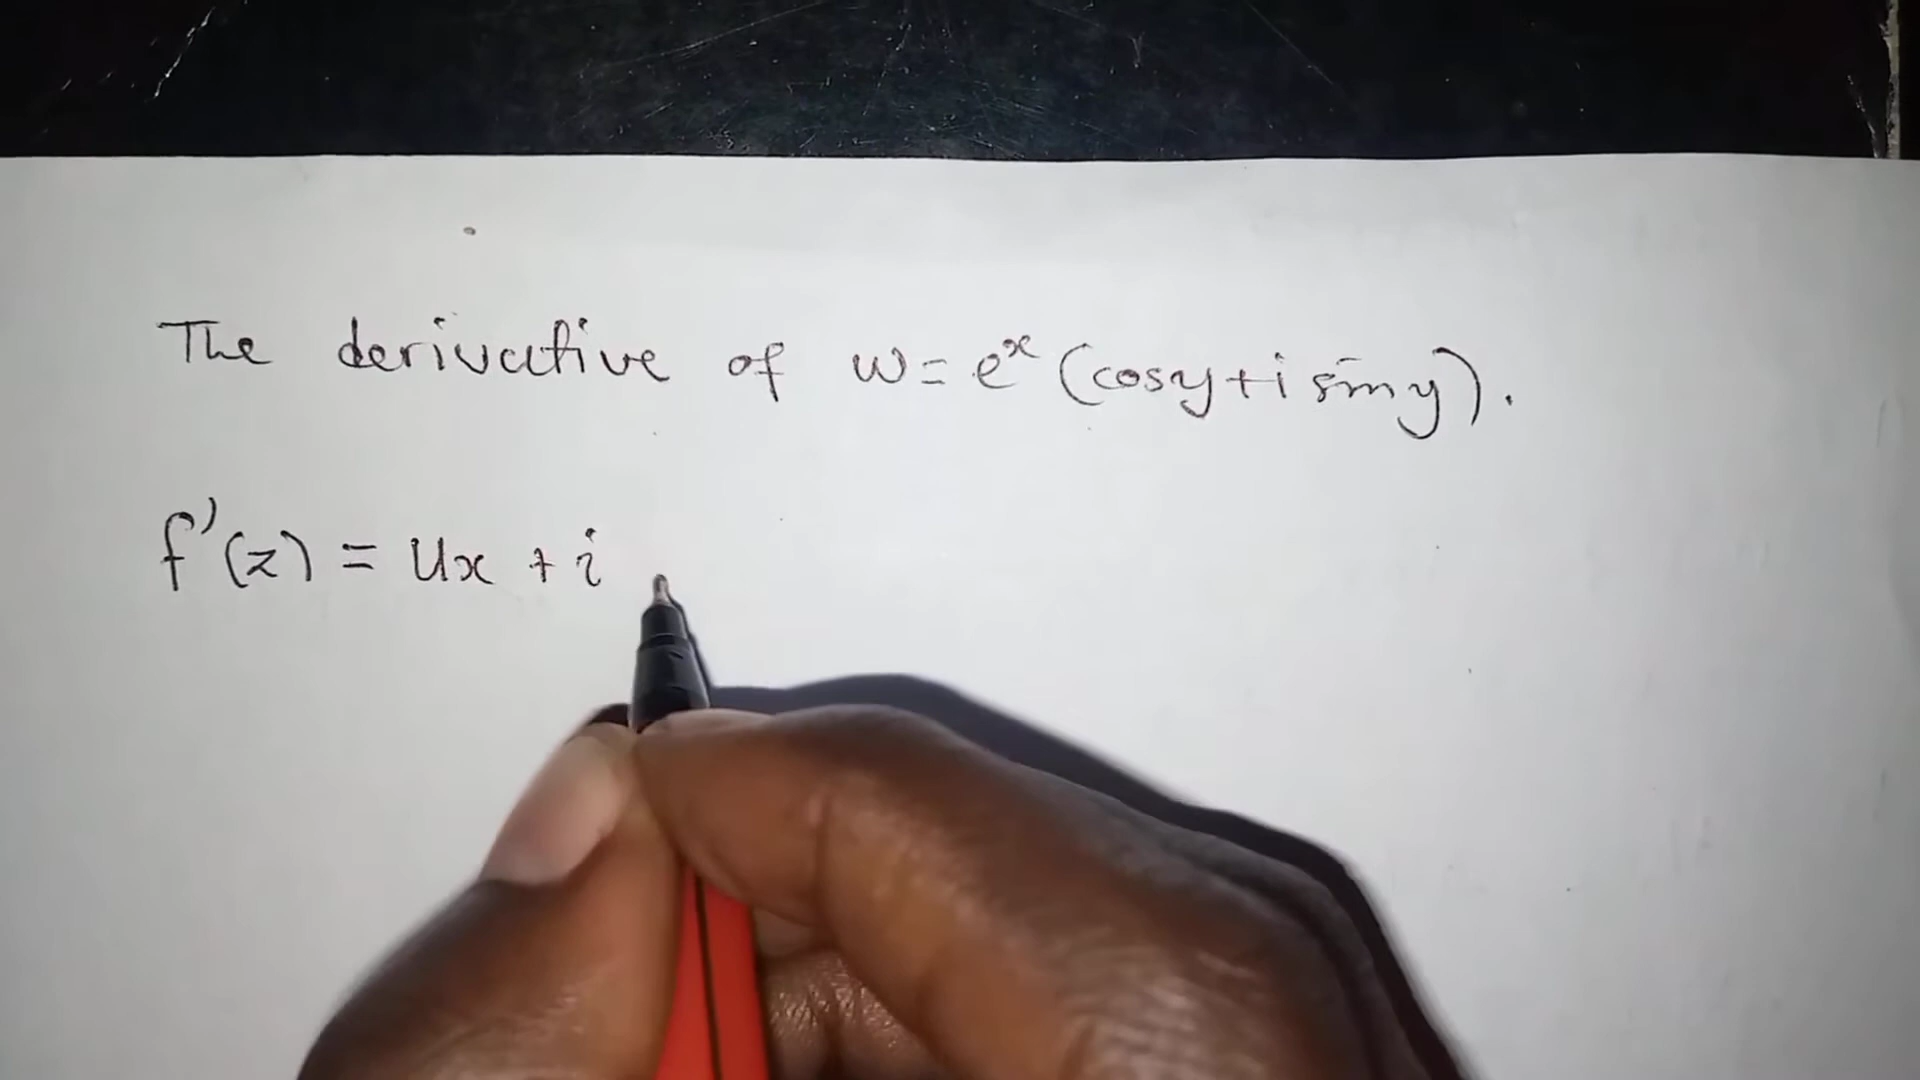 The derivative of w = e^x (cosy + i siny).
f'(z) = Ux + i